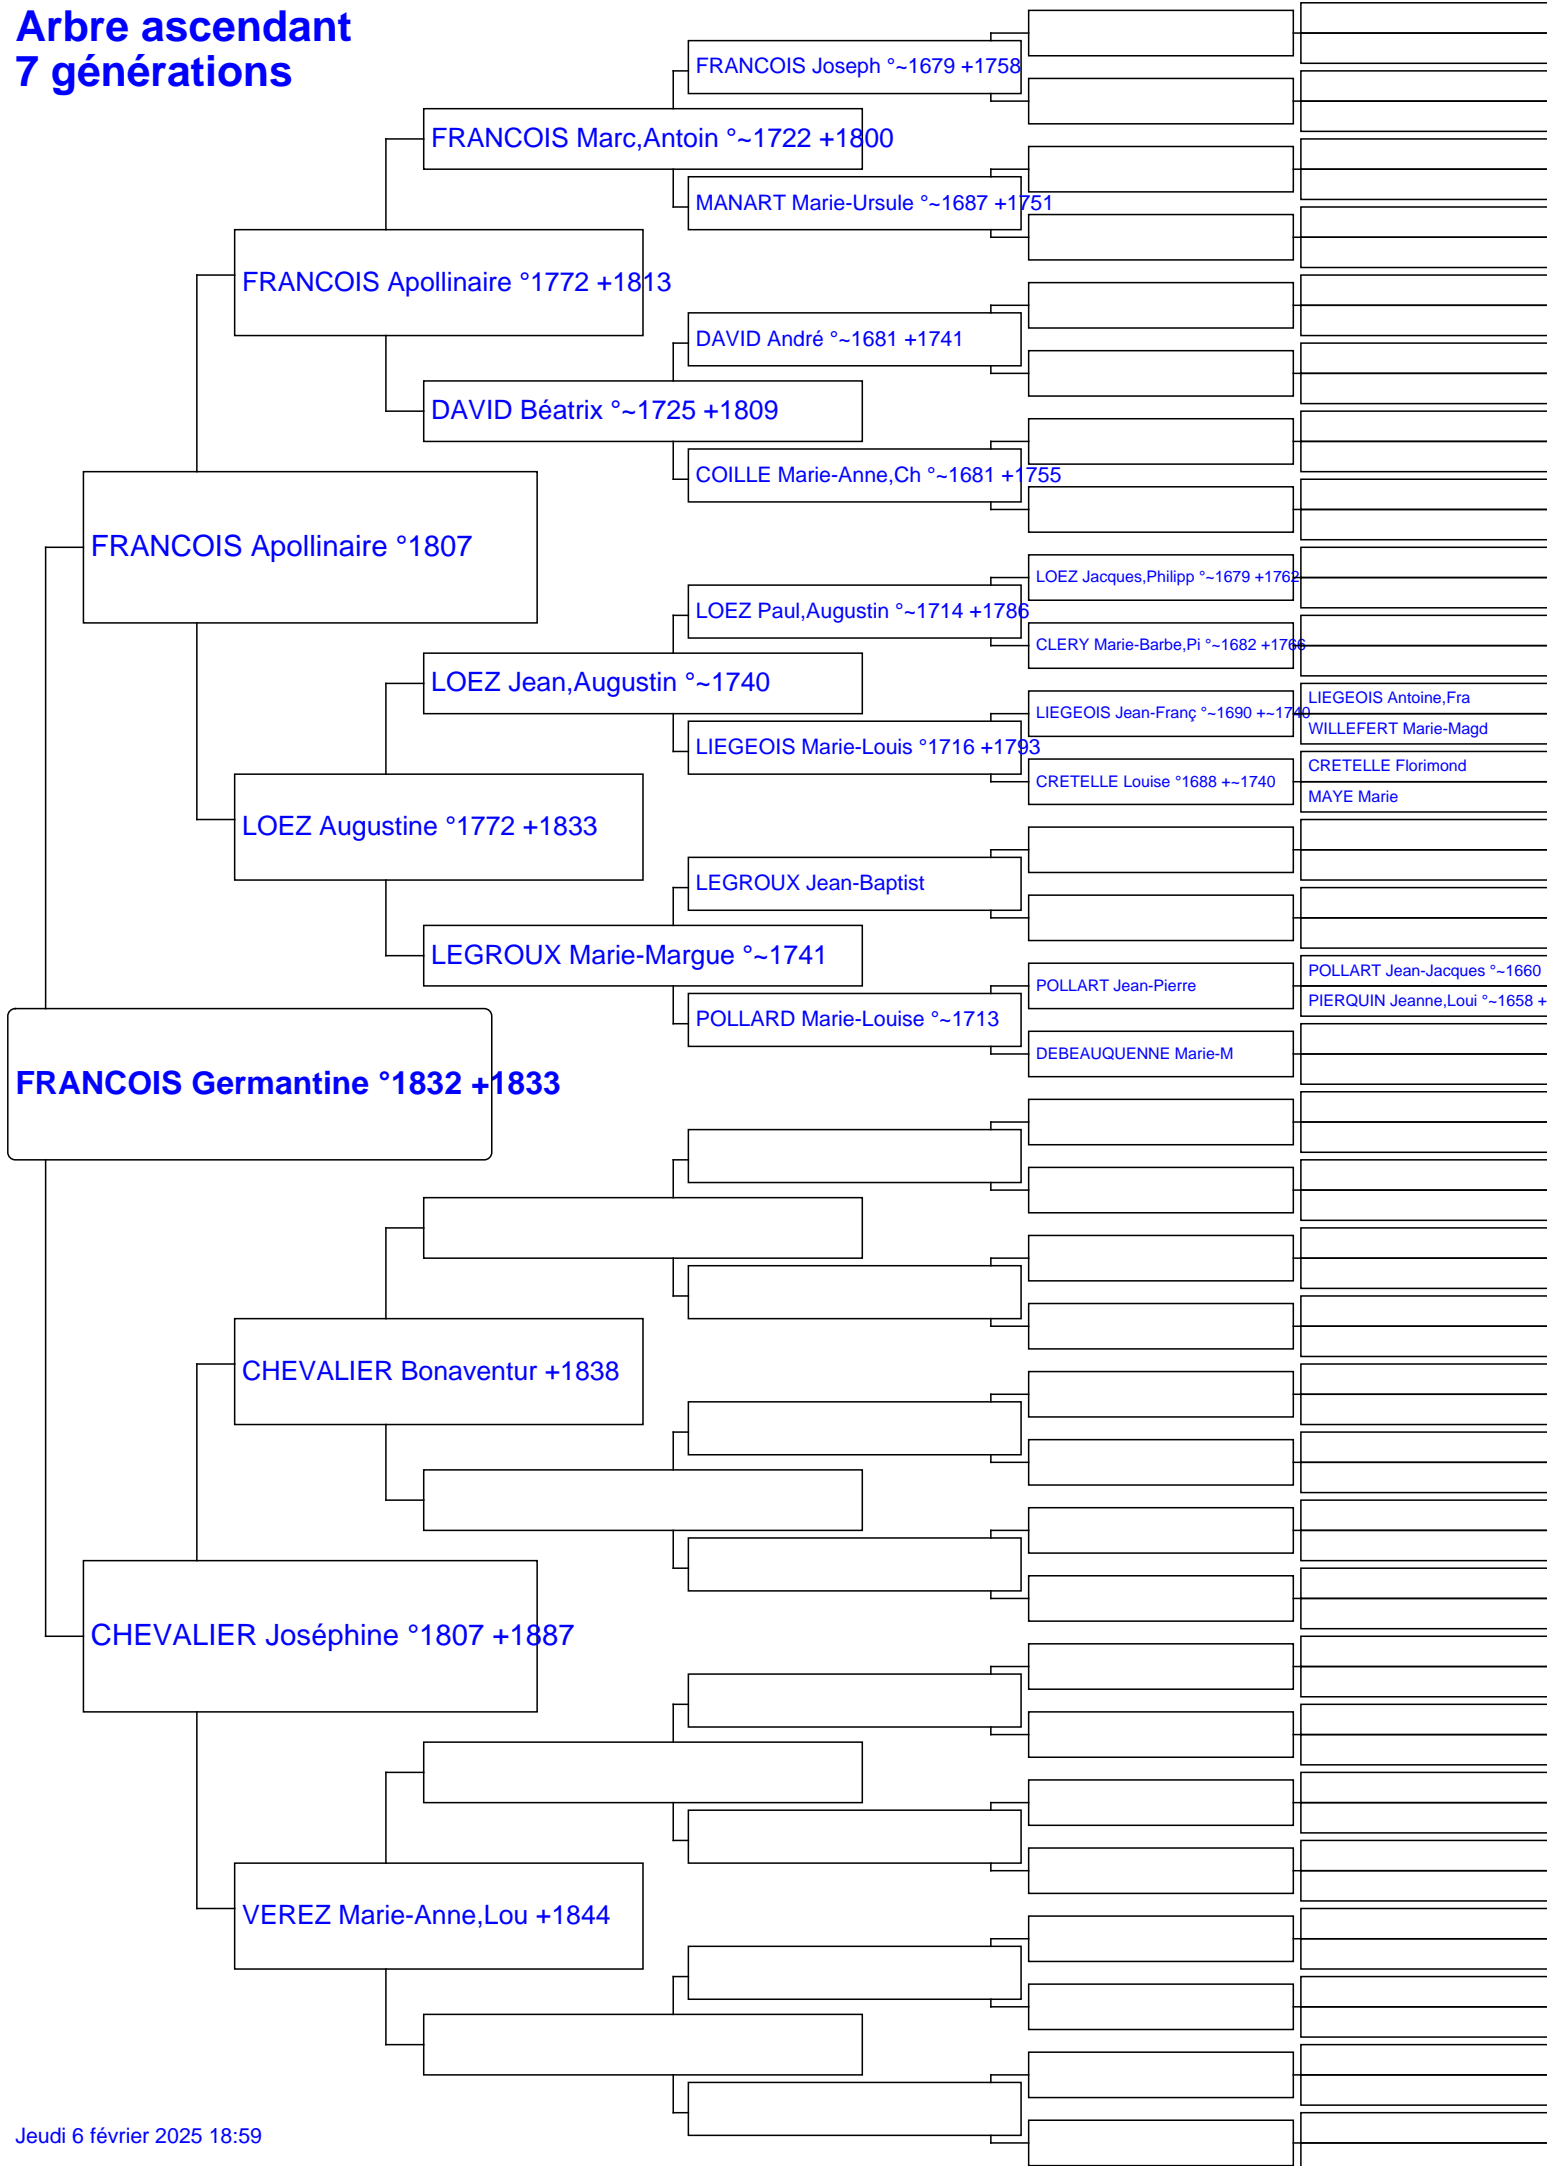 Arbre ascendant
7 générations
FRANCOIS Joseph °~1679 +1758
FRANCOIS Marc,Antoin °~1722 +1800
MANART Marie-Ursule °~1687 +1751
FRANCOIS Apollinaire °1772 +1813
DAVID André °~1681 +1741
DAVID Béatrix °~1725 +1809
COILLE Marie-Anne,Ch °~1681 +1755
FRANCOIS Apollinaire °1807
LOEZ Jacques,Philipp °~1679 +1762
LOEZ Paul,Augustin °~1714 +1786
CLERY Marie-Barbe,Pi °~1682 +1766
LOEZ Jean,Augustin °~1740
LIEGEOIS Antoine,Fra
LIEGEOIS Jean-Franç °~1690 +~1740
WILLEFERT Marie-Magd
LIEGEOIS Marie-Louis °1716 +1793
CRETELLE Florimond
CRETELLE Louise °1688 +~1740
MAYE Marie
LOEZ Augustine °1772 +1833
LEGROUX Jean-Baptist
LEGROUX Marie-Margue °~1741
POLLART Jean-Jacques °~1660
POLLART Jean-Pierre
PIERQUIN Jeanne,Loui °~1658 +
POLLARD Marie-Louise °~1713
DEBEAUQUENNE Marie-M
FRANCOIS Germantine °1832 +1833
CHEVALIER Bonaventur +1838
CHEVALIER Joséphine °1807 +1887
VEREZ Marie-Anne,Lou +1844
Jeudi 6 février 2025 18:59